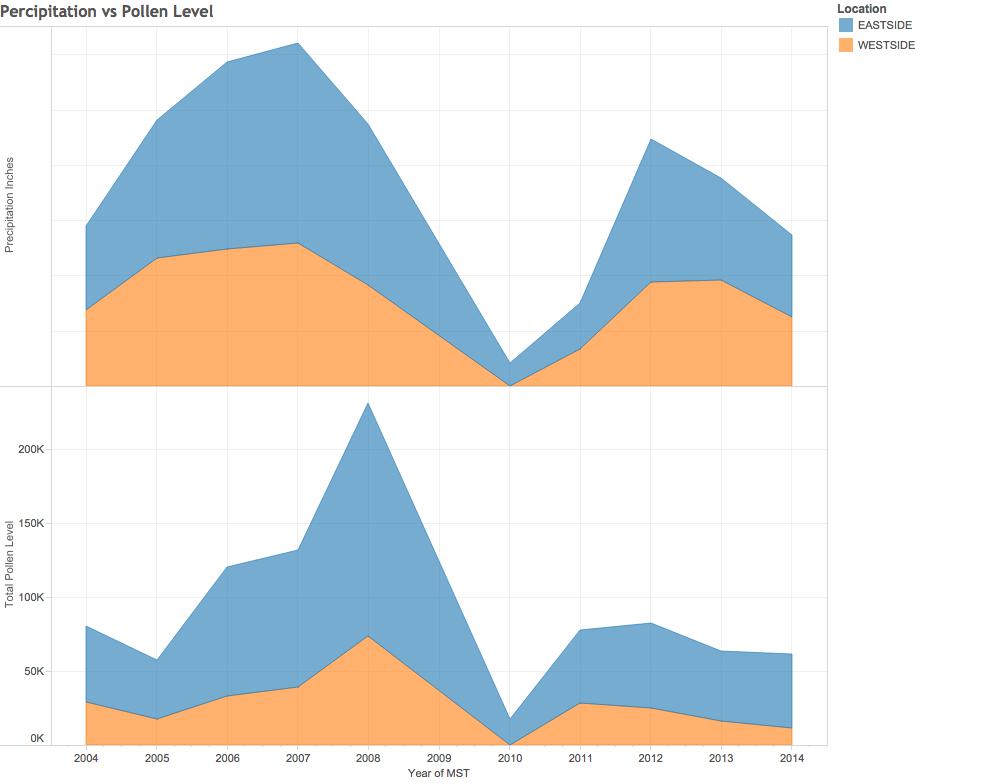 Percipitation vs Pollen Level
Location
EASTSIDE
WESTSIDE
Precipitation Inches
200K
150K
100K
50K
0K
Total Pollen Level
2004 2005 2006 2007 2008 2009 2010 2011 2012 2013 2014
Year of MST